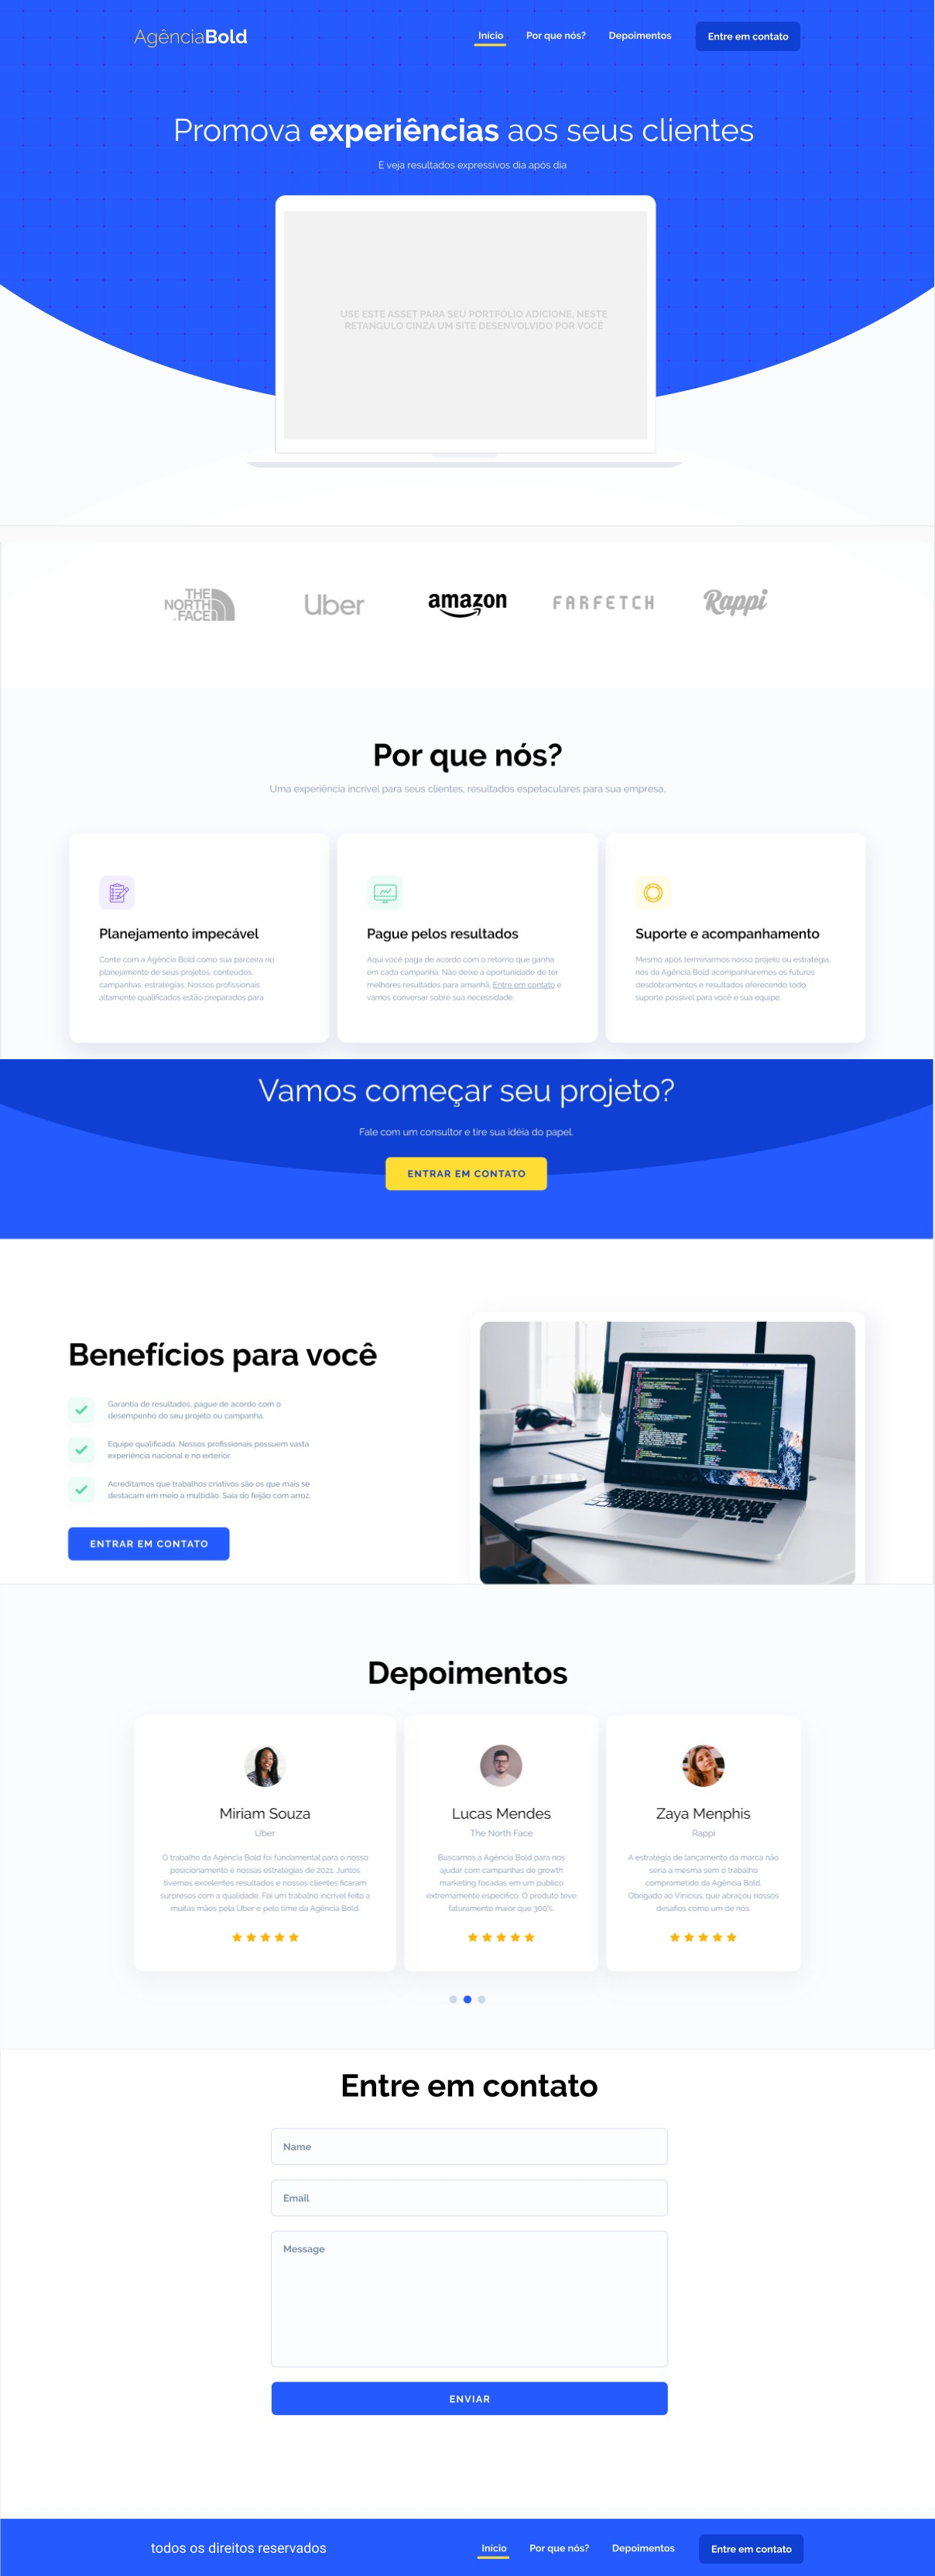 AgênciaBold
Início
Por que nós?
Depoimentos
Entre em contato
Promova experiências aos seus clientes
E veja resultados expressivos dia após dia
USE ESTE ASSET PARA SEU PORTFÓLIO ADICIONE, NESTE
RETANGULO CINZA UM SITE DESENVOLVIDO POR VOCÊ
THE
NORTH
FACE
Uber
amazon
FARFETCH
Rappi
Por que nós?
Uma experiência incrível para seus clientes, resultados espetaculares para sua empresa.
Planejamento impecável
Conte com a Agência Bold como sua parceira no
planejamento de seus projetos, conteúdos,
campanhas, estratégias. Nossos profissionais
altamente qualificados estão preparados para
Pague pelos resultados
Aqui você paga de acordo com o retorno que ganha
em cada campanha. Não deixe a oportunidade de ter
melhores resultados para amanhã. Entre em contato e
vamos conversar sobre sua necessidade.
Suporte e acompanhamento
Mesmo após terminarmos nosso projeto ou estratégia,
nós da Agência Bold acompanharemos os futuros
desdobramentos e resultados oferecendo todo
suporte possível para você e sua equipe.
Vamos começar seu projeto?
Fale com um consultor e tire sua idéia do papel.
ENTRAR EM CONTATO
Benefícios para você
Garantia de resultados, pague de acordo com o
desempenho do seu projeto ou campanha.
Equipe qualificada. Nossos profissionais possuem vasta
experiência nacional e no exterior.
Acreditamos que trabalhos criativos são os que mais se
destacam em meio a multidão. Saia do feijão com arroz.
ENTRAR EM CONTATO
Depoimentos
Miriam Souza
Uber
O trabalho da Agência Bold foi fundamental para o nosso
posicionamento e nossas estratégias de 2021. Juntos
tivemos excelentes resultados e nossos clientes ficaram
surpresos com a qualidade. Foi um trabalho incrível feito a
muitas mãos pela Uber e pelo time da Agência Bold.
Lucas Mendes
The North Face
Buscamos a Agência Bold para nos
ajudar com campanhas de growth
marketing focadas em um público
extremamente específico. O produto teve
faturamento maior que 300%.
Zaya Menphis
Rappi
A estratégia de lançamento da marca não
seria a mesma sem o trabalho
comprometido da Agência Bold.
Obrigado ao Vinicius, que abraçou nossos
desafios como um de nós.
Entre em contato
Name
Email
Message
ENVIAR
todos os direitos reservados
Início
Por que nós?
Depoimentos
Entre em contato